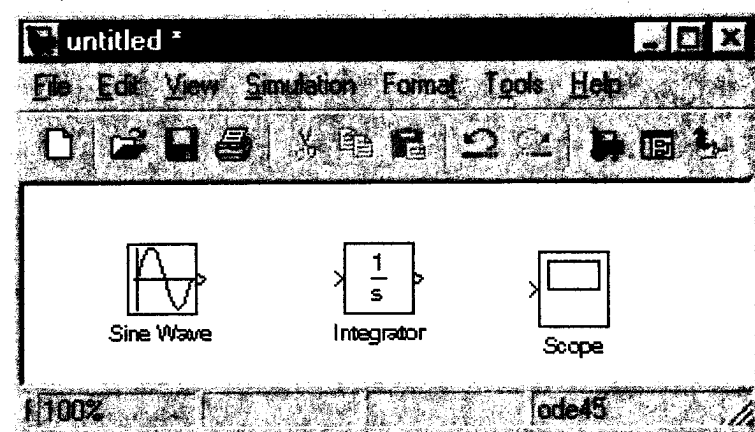 untitled *
File Edit View Simulation Format Tools Help
1
s
Sine Wave Integrator Scope
100% ode45